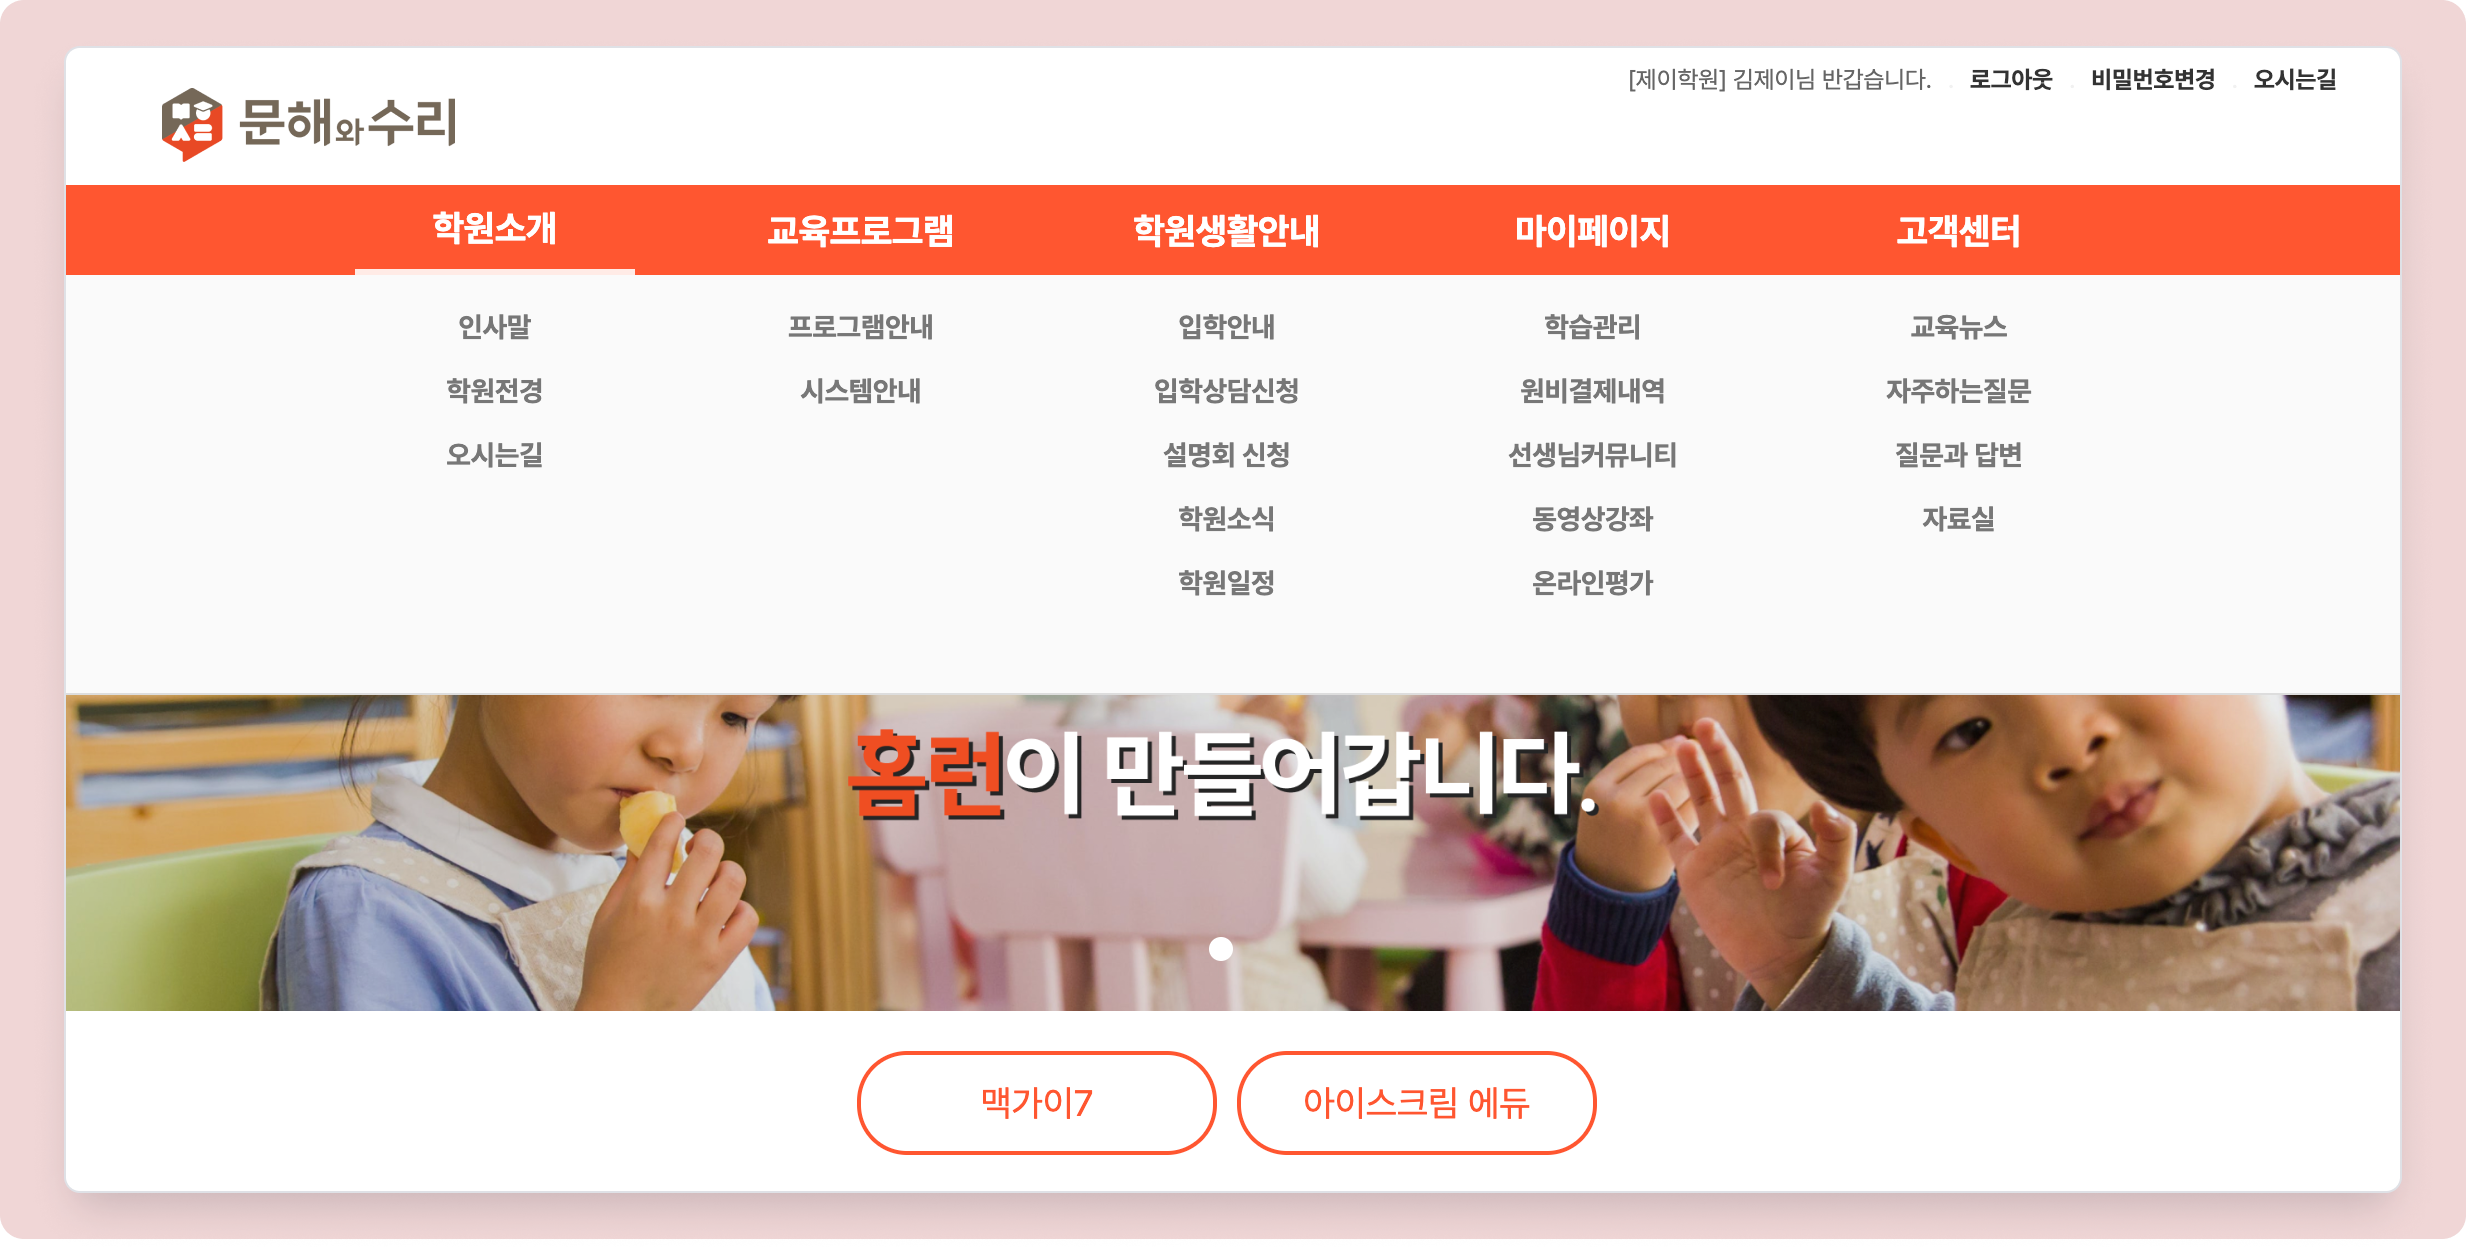 [제이학원] 김제이님 반갑습니다. 로그아웃 비밀번호변경 오시는길
문해와수리
학원소개 교육프로그램 학원생활안내 마이페이지 고객센터
인사말 프로그램안내 입학안내 학습관리 교육뉴스
학원전경 시스템안내 입학상담신청 원비결제내역 자주하는질문
오시는길 설명회 신청 선생님커뮤니티 질문과 답변
학원소식 동영상강좌 자료실
학원일정 온라인평가
홈런이 만들어갑니다.
맥가이7 아이스크림 에듀